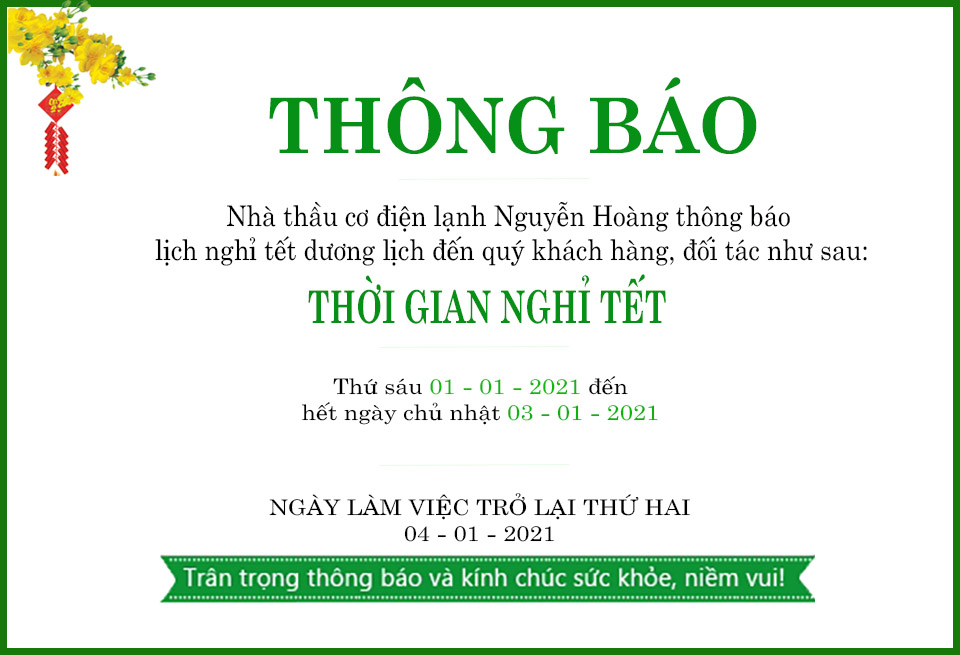 THÔNG BÁO
Nhà thầu cơ điện lạnh Nguyễn Hoàng thông báo
lịch nghỉ tết dương lịch đến quý khách hàng, đối tác như sau:
THỜI GIAN NGHỈ TẾT
Thứ sáu 01 - 01 - 2021 đến
hết ngày chủ nhật 03 - 01 - 2021
NGÀY LÀM VIỆC TRỞ LẠI THỨ HAI
04 - 01 - 2021
Trân trọng thông báo và kính chúc sức khỏe, niềm vui!